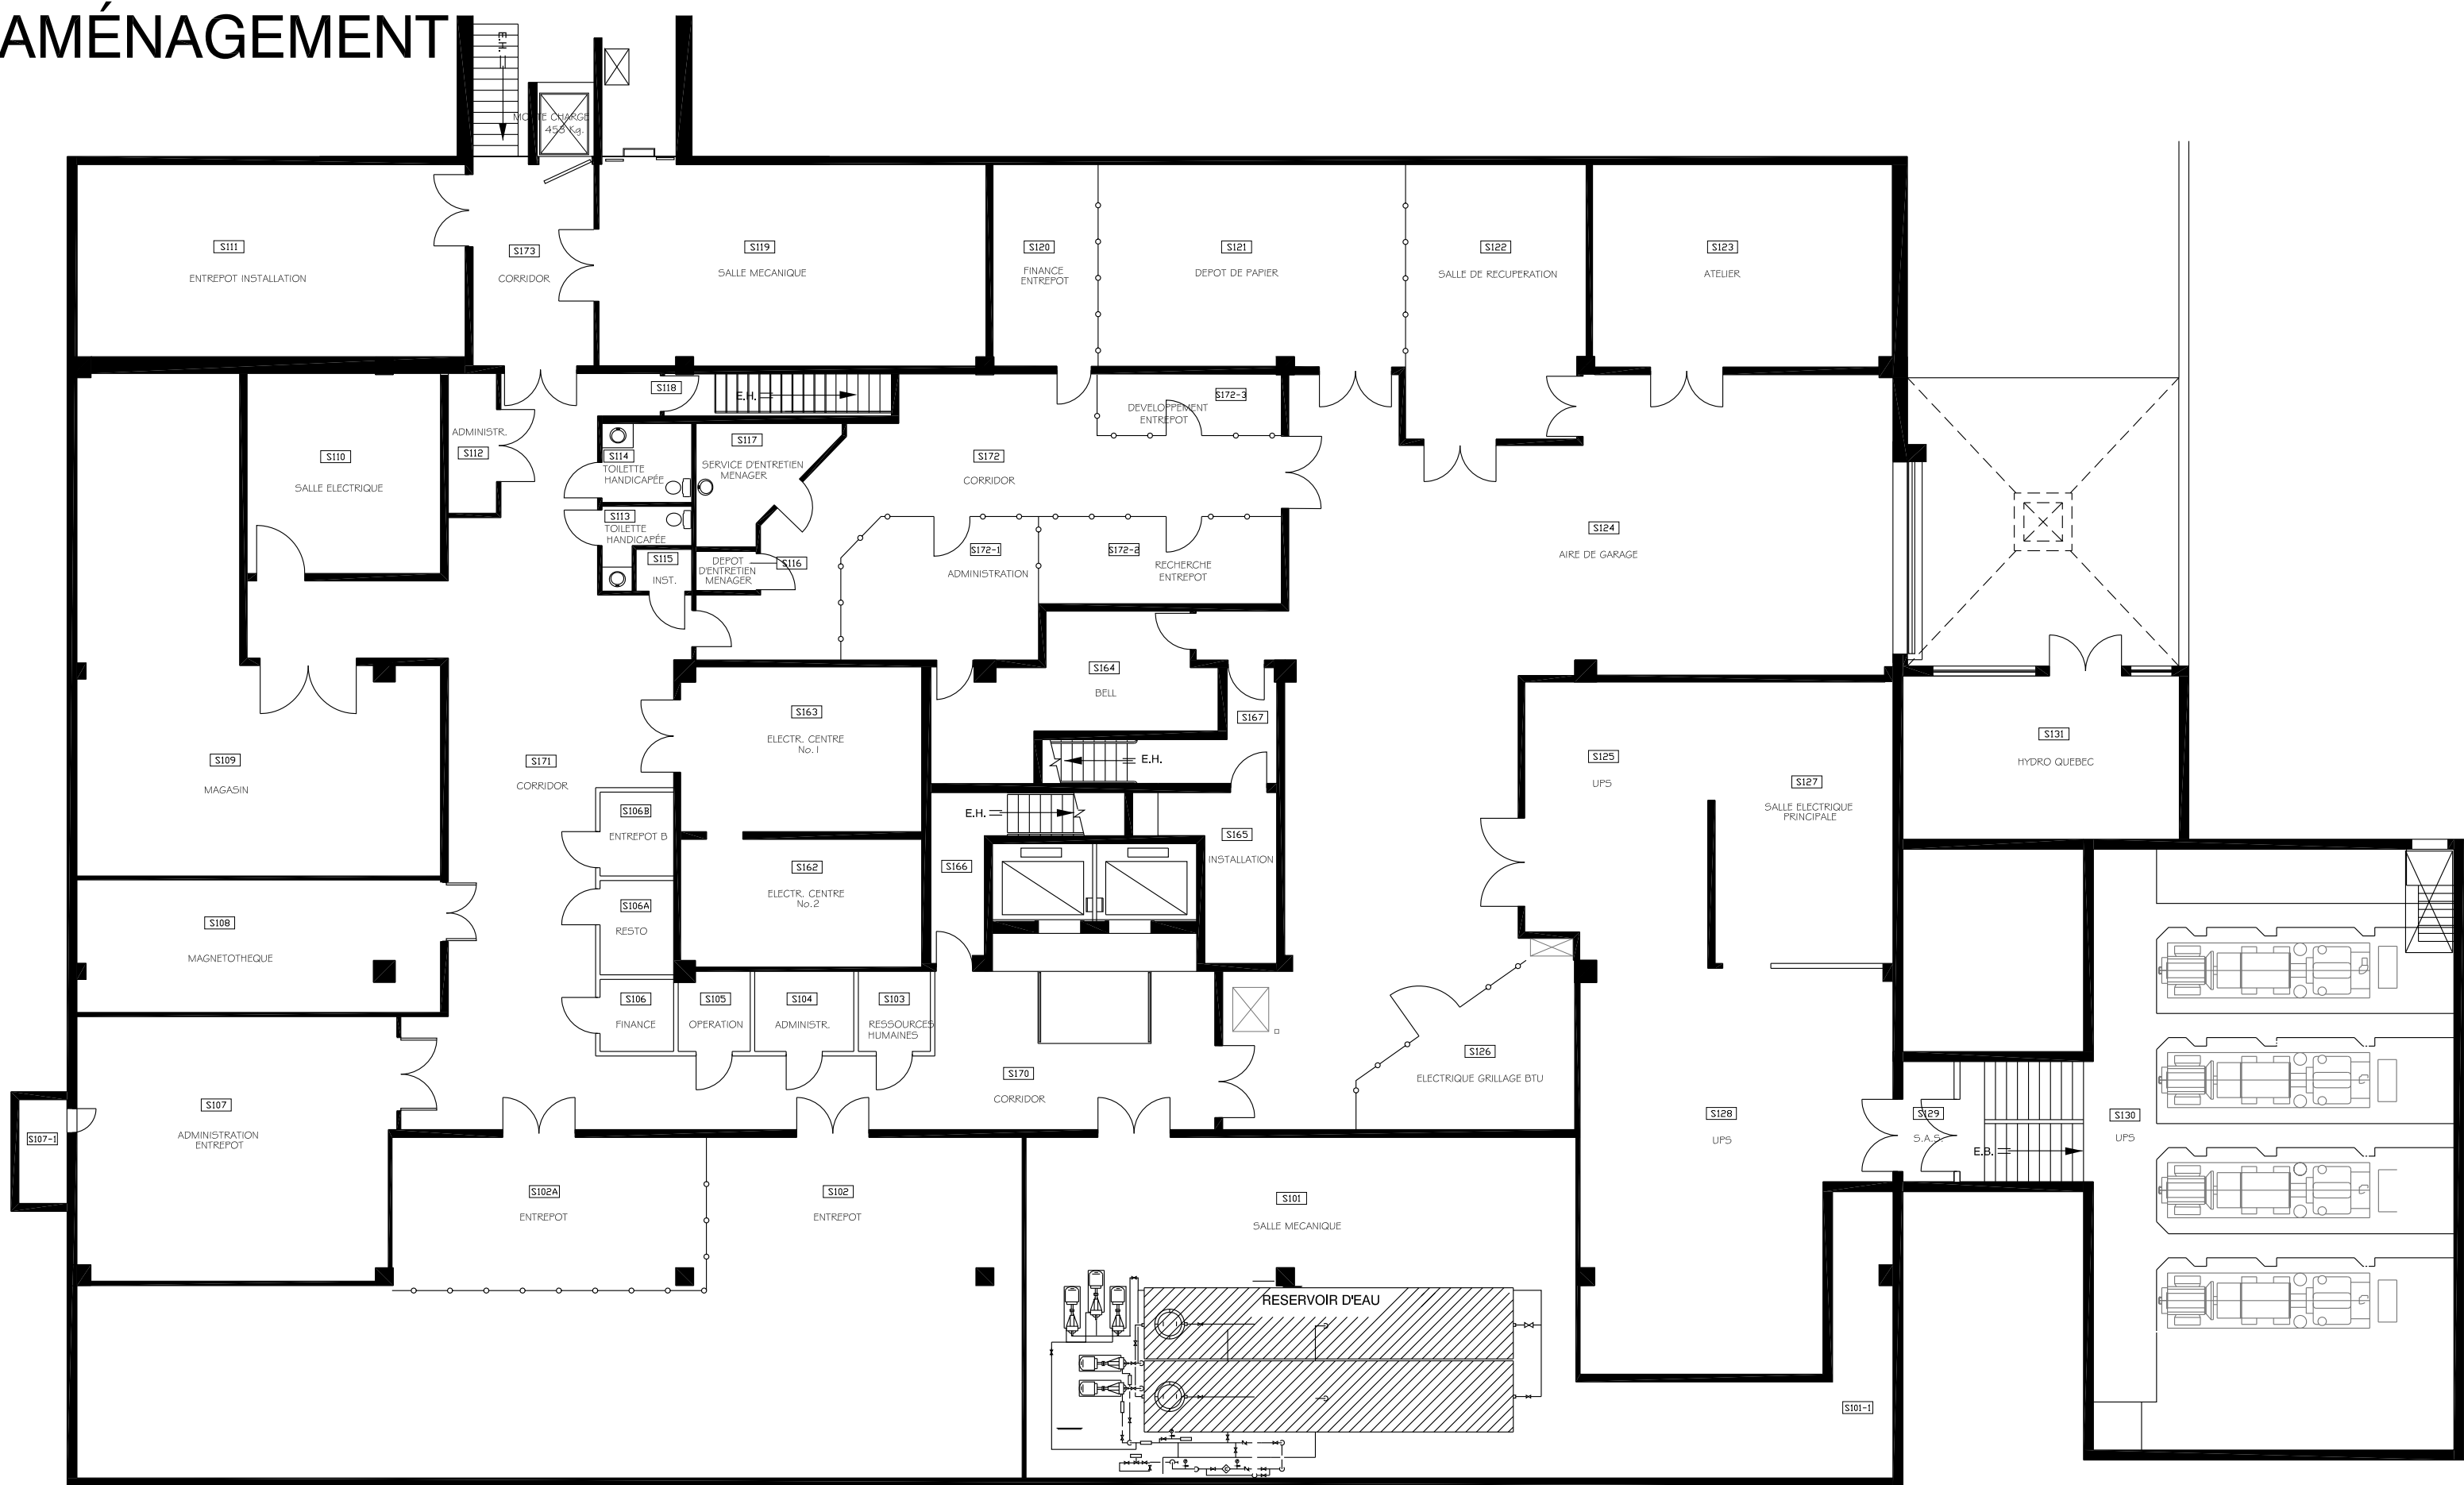 AMÉNAGEMENT
E.H.
MONTE CHARGE
453 Kg.
S111
ENTREPOT INSTALLATION
S173
CORRIDOR
S119
SALLE MECANIQUE
S120
FINANCE
ENTREPOT
S121
DEPOT DE PAPIER
S122
SALLE DE RECUPERATION
S123
ATELIER
S118
E.H.
S172-3
DEVELOPPEMENT
ENTREPOT
ADMINISTR.
S112
S110
SALLE ELECTRIQUE
S114
TOILETTE
HANDICAPÉE
S117
SERVICE D'ENTRETIEN
MENAGER
S172
CORRIDOR
S113
TOILETTE
HANDICAPÉE
S115
INST.
DEPOT
D'ENTRETIEN
MENAGER
S116
S172-1
ADMINISTRATION
S172-2
RECHERCHE
ENTREPOT
S124
AIRE DE GARAGE
S164
BELL
S167
E.H.
S163
ELECTR. CENTRE
No.1
S109
MAGASIN
S171
CORRIDOR
S125
UPS
S127
SALLE ELECTRIQUE
PRINCIPALE
S131
HYDRO QUEBEC
S106B
ENTREPOT B
E.H.
S165
INSTALLATION
S166
S162
ELECTR. CENTRE
No.2
S108
MAGNETOTHEQUE
S106A
RESTO
S106
FINANCE
S105
OPERATION
S104
ADMINISTR.
S103
RESSOURCES
HUMAINES
S170
CORRIDOR
S126
ELECTRIQUE GRILLAGE BTU
S107
ADMINISTRATION
ENTREPOT
S107-1
S128
UPS
S129
S.A.S.
E.B.
S130
UPS
S102A
ENTREPOT
S102
ENTREPOT
S101
SALLE MECANIQUE
RESERVOIR D'EAU
S101-1